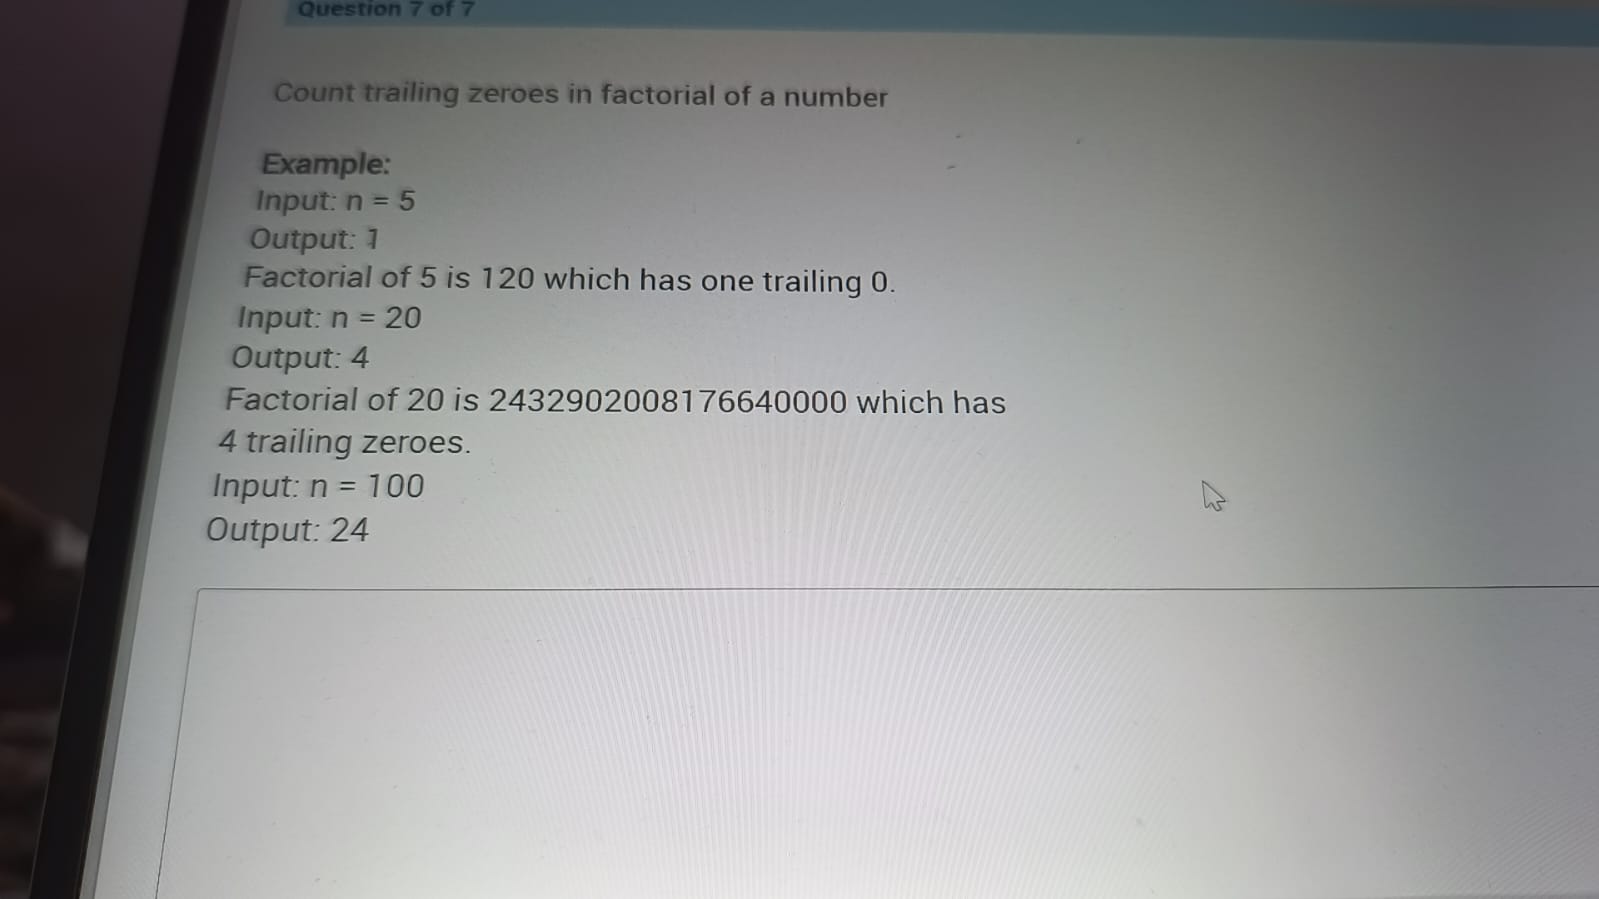 Question 7 of 7
Count trailing zeroes in factorial of a number
Example:
Input: n = 5
Output: 1
Factorial of 5 is 120 which has one trailing 0.
Input: n = 20
Output: 4
Factorial of 20 is 2432902008176640000 which has
4 trailing zeroes.
Input: n = 100
Output: 24